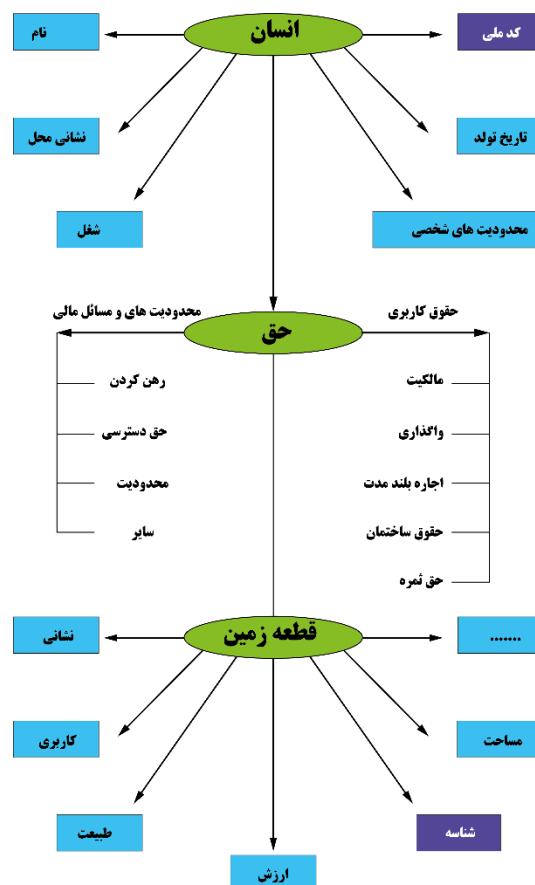 انسان
کد ملی
نام
تاریخ تولد
نشانی محل
محدودیت های شخصی
شغل
حق
حقوق کاربری
محدودیت های و مسائل مالی
مالکیت
واگذاری
اجاره بلند مدت
حقوق ساختمان
حق ثمره
رهن کردن
حق دسترسی
محدودیت
سایر
قطعه زمین
.......
نشانی
مساحت
کاربری
شناسه
طبیعت
ارزش